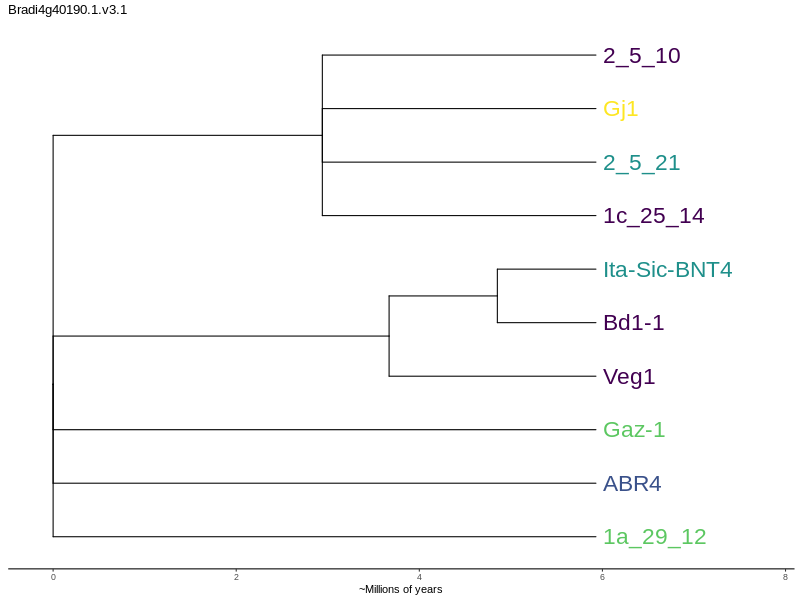 Bradi4g40190.1.v3.1
2_5_10
Gj1
2_5_21
1c_25_14
Ita-Sic-BNT4
Bd1-1
Veg1
Gaz-1
ABR4
1a_29_12
0 2 4 6 8
~Millions of years